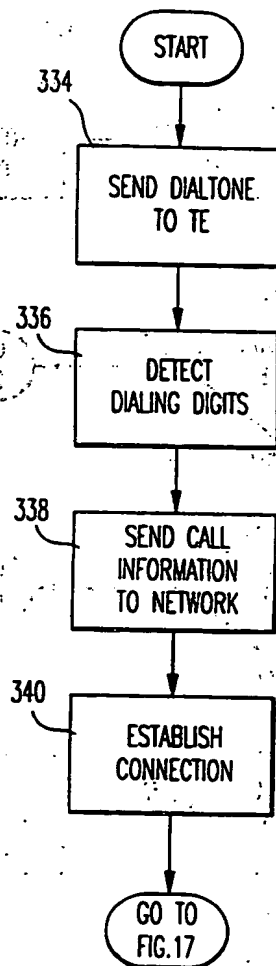 START
334
SEND DIALTONE
TO TE
336
DETECT
DIALING DIGITS
338
SEND CALL
INFORMATION
TO NETWORK
340
ESTABLISH
CONNECTION
GO TO
FIG.17